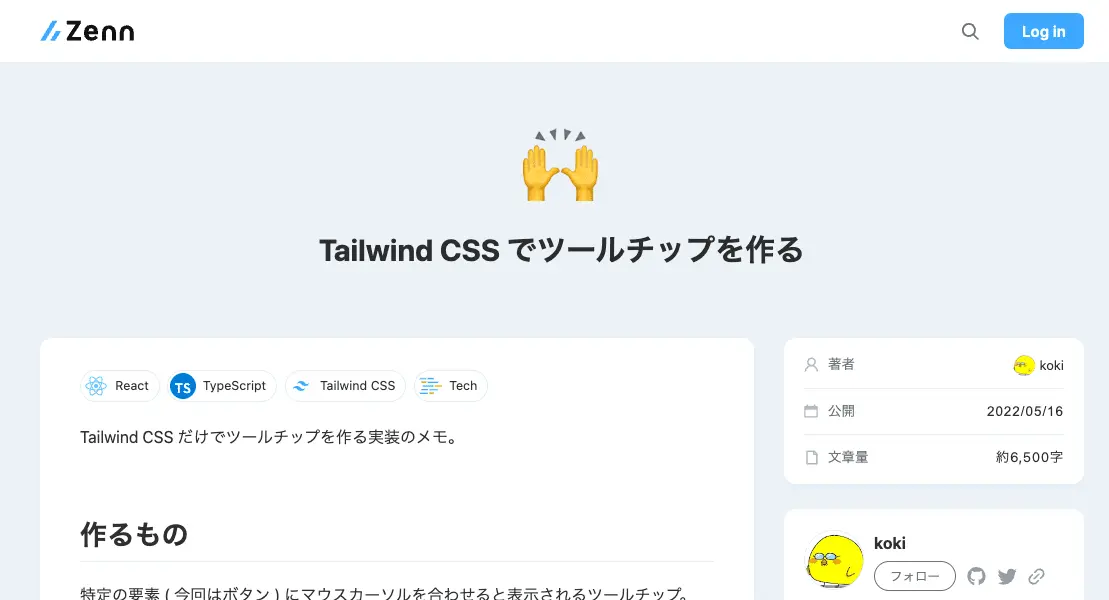 Zenn
Log in
Tailwind CSS でツールチップを作る
React
TS TypeScript
Tailwind CSS
Tech
Tailwind CSS だけでツールチップを作る実装のメモ。
作るもの
特定の要素 ( 今回はボタン ) にマウスカーソルを合わせると表示されるツールチップ。
著者 koki
公開 2022/05/16
文章量 約6,500字
koki
フォロー